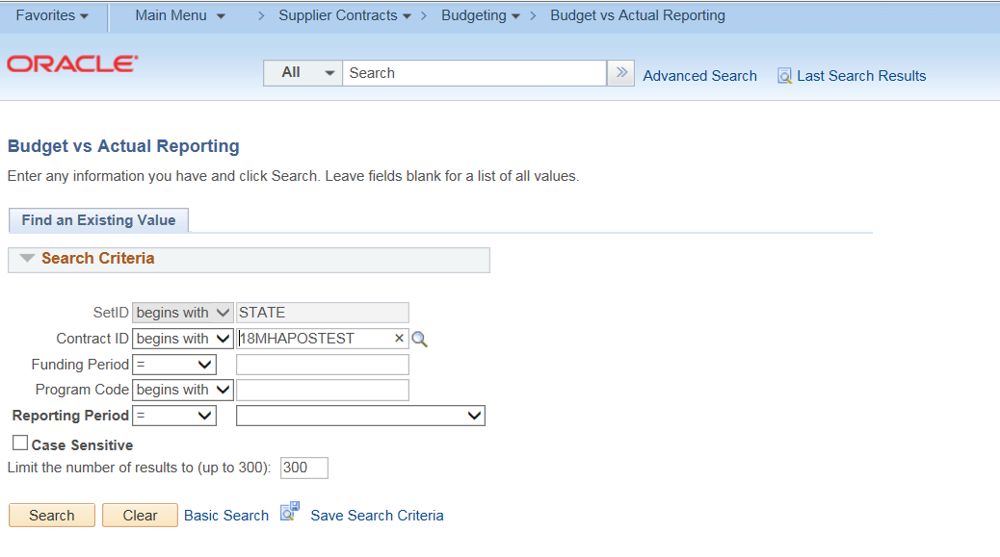 Favorites Main Menu > Supplier Contracts > Budgeting > Budget vs Actual Reporting
ORACLE
All Search » Advanced Search Last Search Results
Budget vs Actual Reporting
Enter any information you have and click Search. Leave fields blank for a list of all values.
Find an Existing Value
Search Criteria
SetID begins with STATE
Contract ID begins with 18MHAPOSTEST ×
Funding Period =
Program Code begins with
Reporting Period =
Case Sensitive
Limit the number of results to (up to 300): 300
Search Clear Basic Search Save Search Criteria